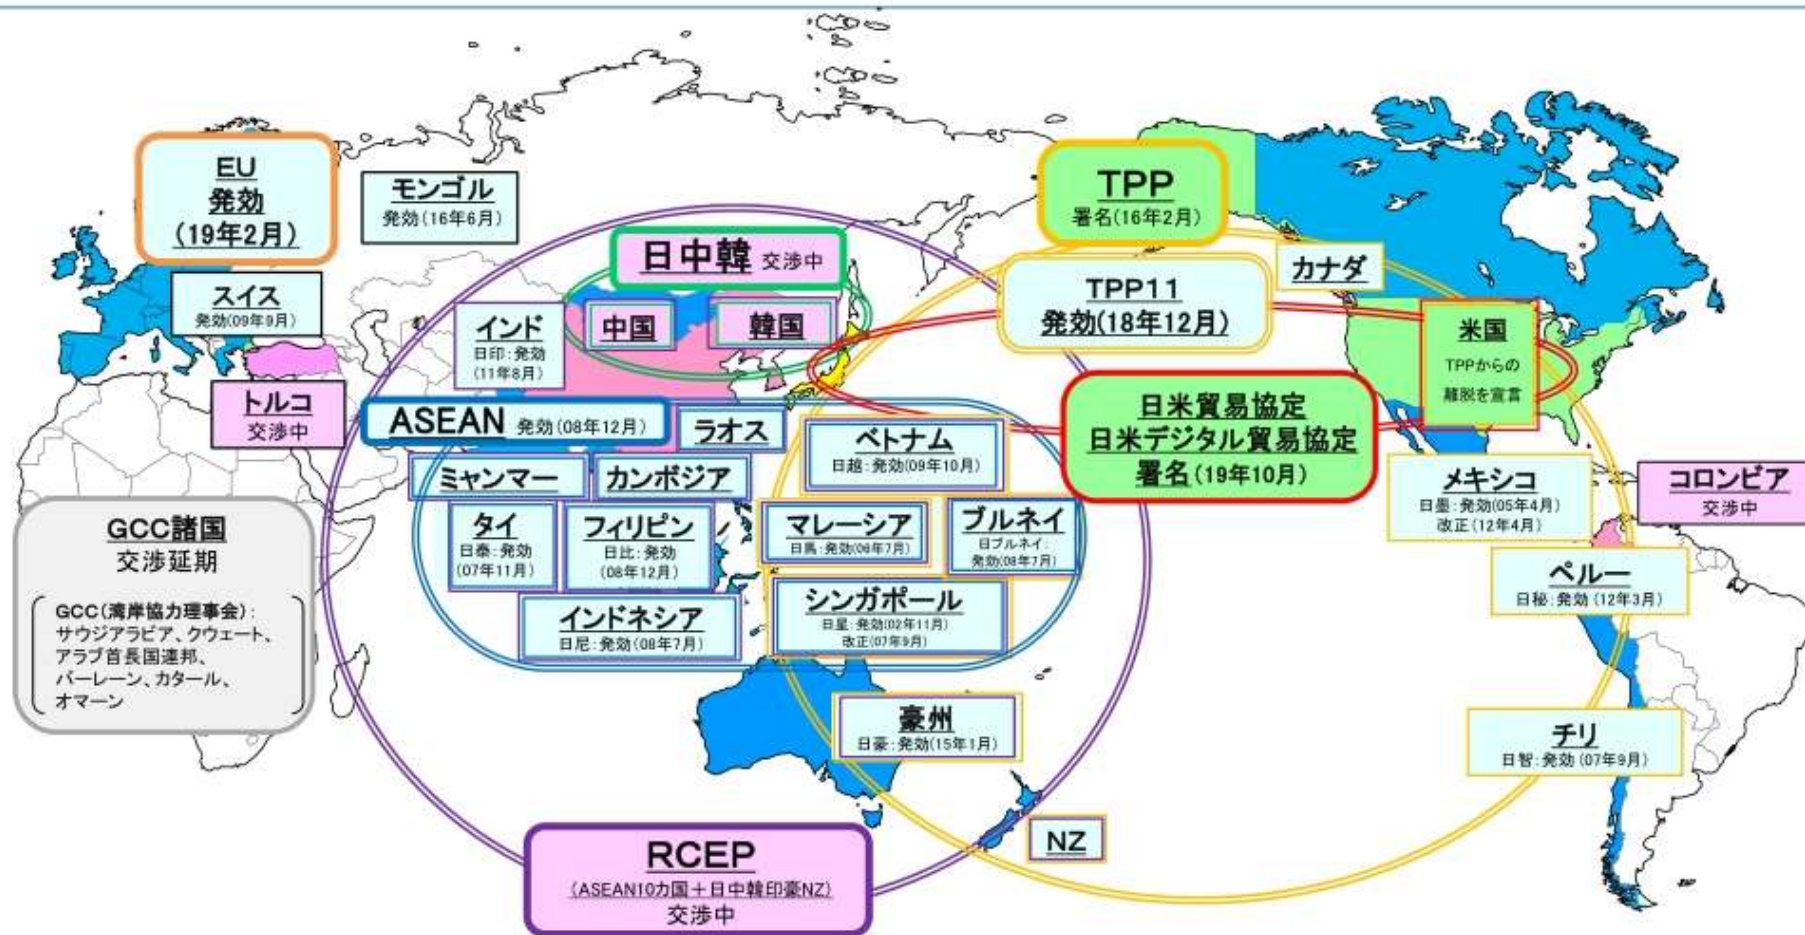 EU
発効
(19年2月)
モンゴル
発効(16年6月)
スイス
発効(09年9月)
トルコ
交渉中
GCC諸国
交渉延期
GCC(湾岸協力理事会):
サウジアラビア、クウェート、
アラブ首長国連邦、
バーレーン、カタール、
オマーン
日中韓 交渉中
中国
韓国
インド
日印:発効
(11年8月)
ASEAN 発効(08年12月)
ラオス
ミャンマー
カンボジア
タイ
日泰:発効
(07年11月)
フィリピン
日比:発効
(08年12月)
インドネシア
日尼:発効(08年7月)
ベトナム
日越:発効(09年10月)
マレーシア
日馬:発効(06年7月)
ブルネイ
日ブルネイ:
発効(08年7月)
シンガポール
日星:発効(02年11月)
改正(07年9月)
豪州
日豪:発効(15年1月)
NZ
RCEP
(ASEAN10カ国+日中韓印豪NZ)
交渉中
TPP
署名(16年2月)
TPP11
発効(18年12月)
カナダ
米国
TPPからの
離脱を宣言
日米貿易協定
日米デジタル貿易協定
署名(19年10月)
メキシコ
日墨:発効(05年4月)
改正(12年4月)
コロンビア
交渉中
ペルー
日秘:発効(12年3月)
チリ
日智:発効(07年9月)